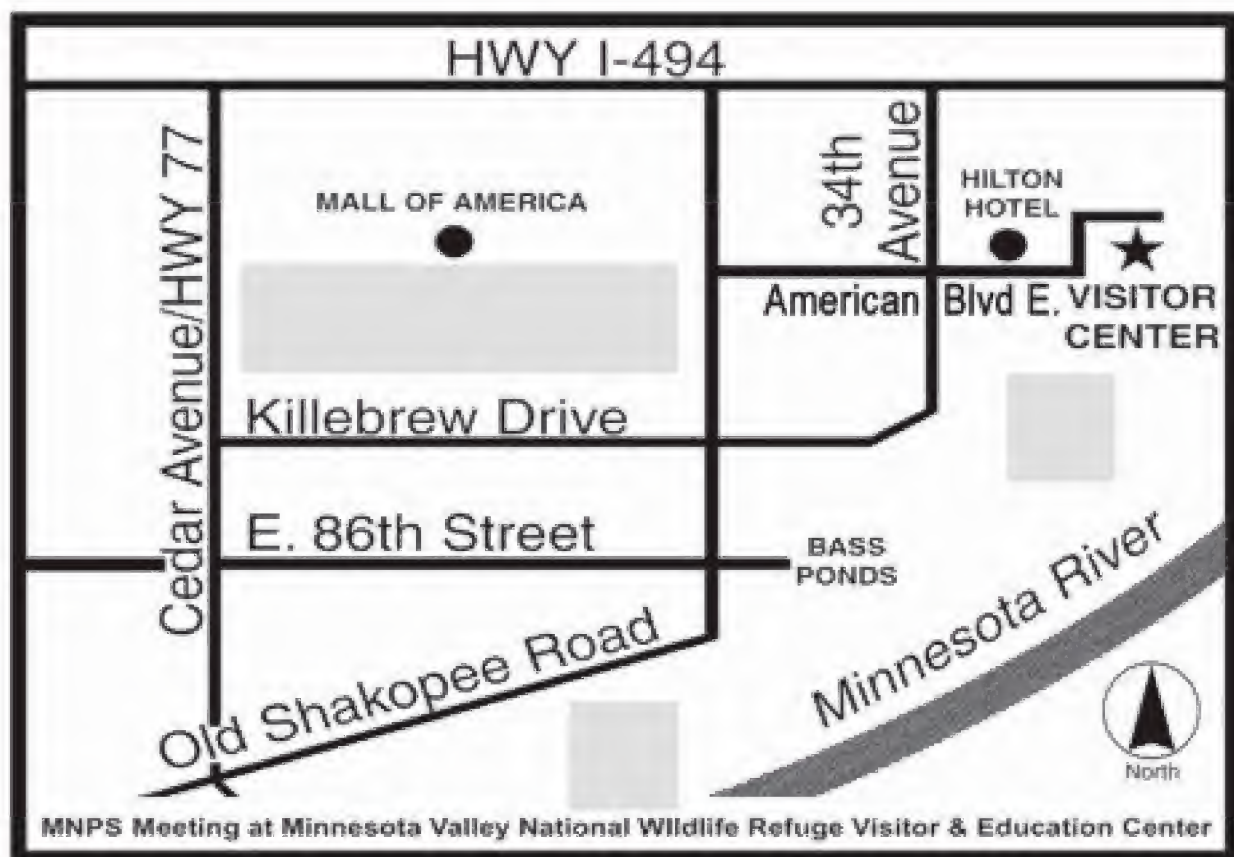 HWY I-494
Cedar Avenue/HWY 77
MALL OF AMERICA
34th
Avenue
HILTON
HOTEL
American Blvd E.
VISITOR
CENTER
Killebrew Drive
E. 86th Street
BASS
PONDS
Old Shakopee Road
Minnesota River
North
MNPS Meeting at Minnesota Valley National Wildlife Refuge Visitor & Education Center